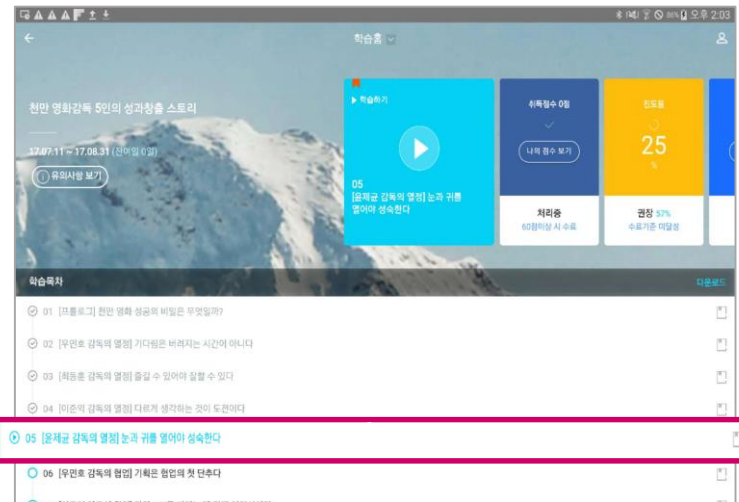 오후 2:03
학습홈
천만 영화감독 5인의 성과창출 스토리
17.07.11 ~ 17.08.31 (잔여일 0일)
유의사항 보기
학습하기
05
[윤제균 감독의 열정] 눈과 귀를
열어야 성숙한다
취득점수 0점
나의 점수 보기
처리중
60점이상 시 수료
진도율
25
%
권장 57%
수료기준 미달성
학습목차
다운로드
01 [프롤로그] 천만 영화 성공의 비밀은 무엇일까?
02 [우민호 감독의 열정] 기다림은 버려지는 시간이 아니다
03 [최동훈 감독의 열정] 즐길 수 있어야 잘할 수 있다
04 [이준익 감독의 열정] 다르게 생각하는 것이 도전이다
05 [윤제균 감독의 열정] 눈과 귀를 열어야 성숙한다
06 [우민호 감독의 협업] 기획은 협업의 첫 단추다